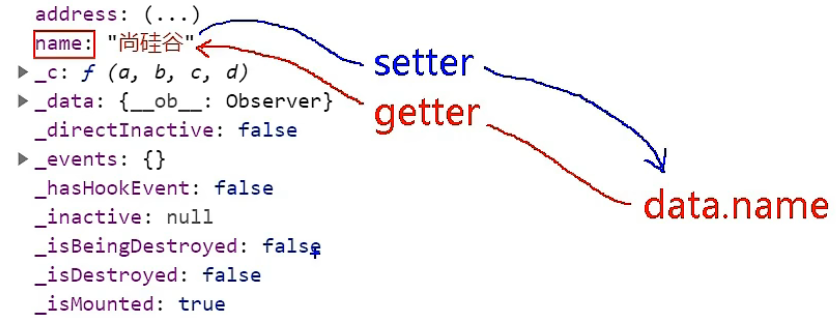 address: (...)
name: "尚硅谷"
_c: ƒ (a, b, c, d)
_data: {__ob__: Observer}
_directInactive: false
_events: {}
_hasHookEvent: false
_inactive: null
_isBeingDestroyed: false
_isDestroyed: false
_isMounted: true
setter
getter
data.name